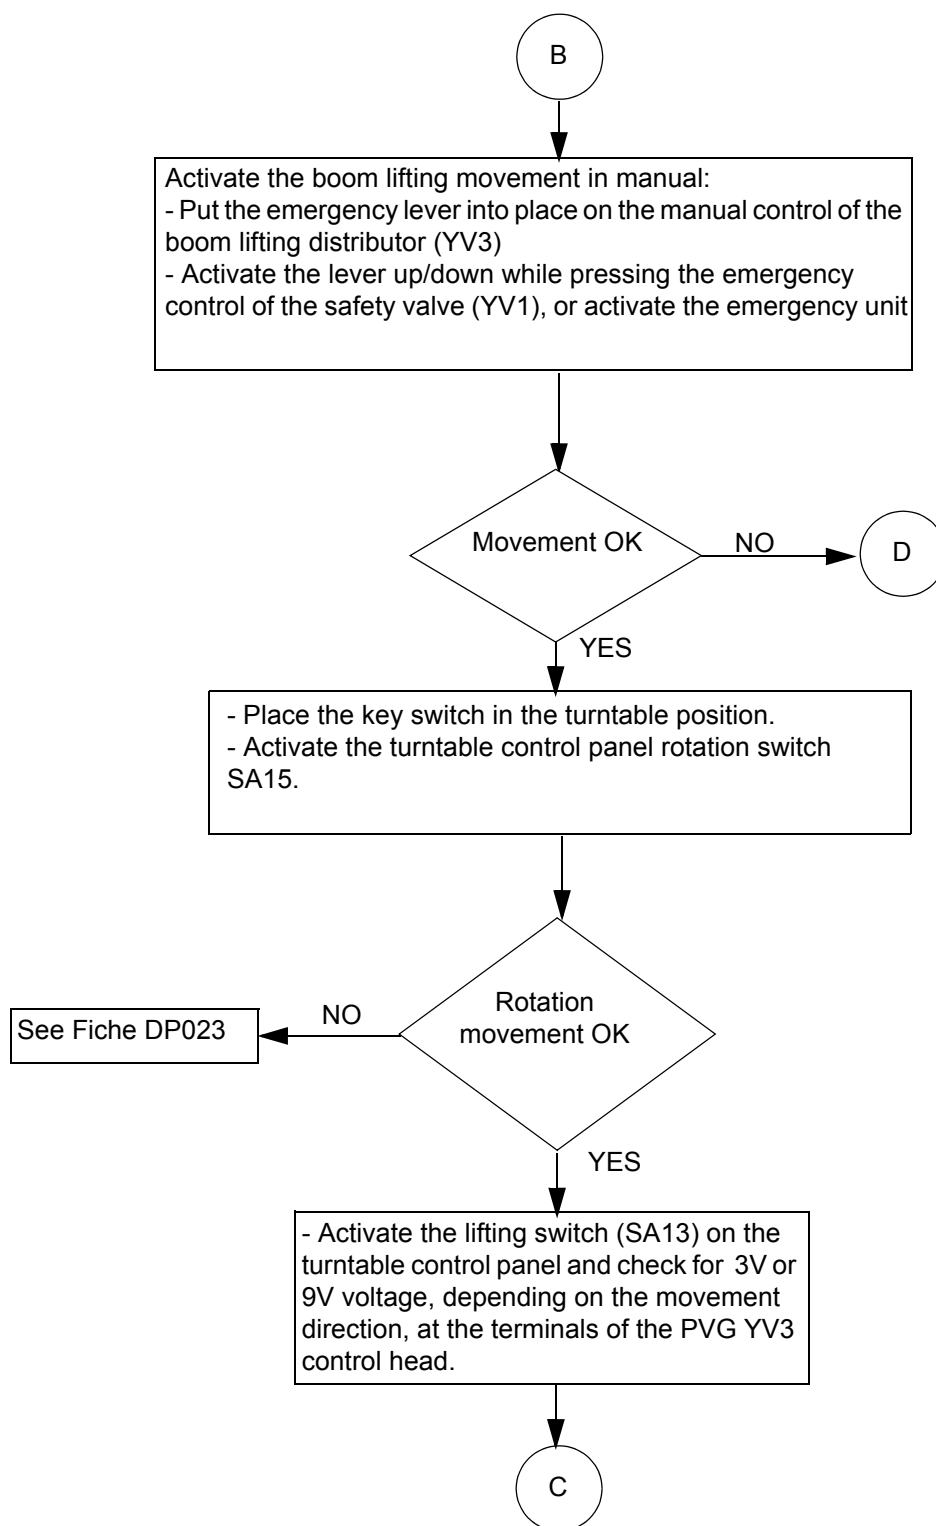 B
Activate the boom lifting movement in manual:
- Put the emergency lever into place on the manual control of the
boom lifting distributor (YV3)
- Activate the lever up/down while pressing the emergency
control of the safety valve (YV1), or activate the emergency unit
Movement OK
NO
D
YES
- Place the key switch in the turntable position.
- Activate the turntable control panel rotation switch
SA15.
Rotation
movement OK
NO
See Fiche DP023
YES
- Activate the lifting switch (SA13) on the
turntable control panel and check for 3V or
9V voltage, depending on the movement
direction, at the terminals of the PVG YV3
control head.
C